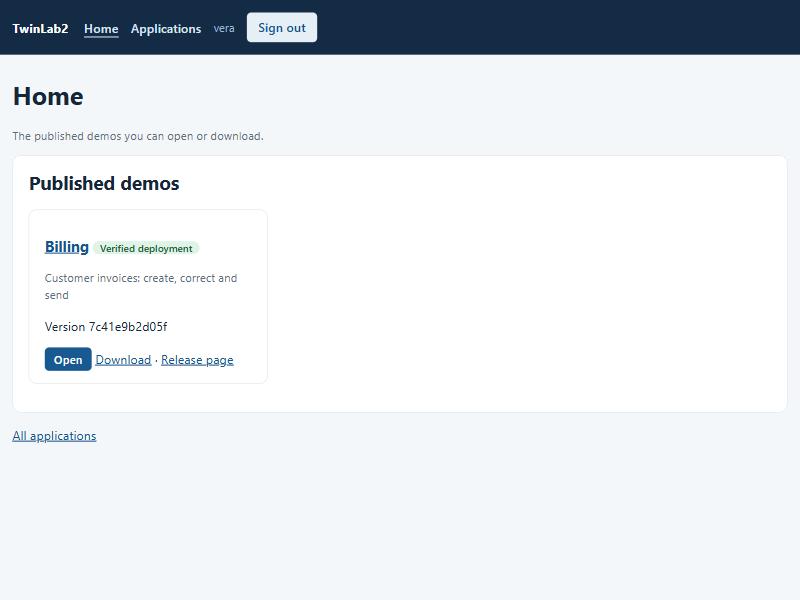 TwinLab2 Home Applications vera Sign out
Home
The published demos you can open or download.
Published demos
Billing Verified deployment
Customer invoices: create, correct and
send
Version 7c41e9b2d05f
Open Download · Release page
All applications